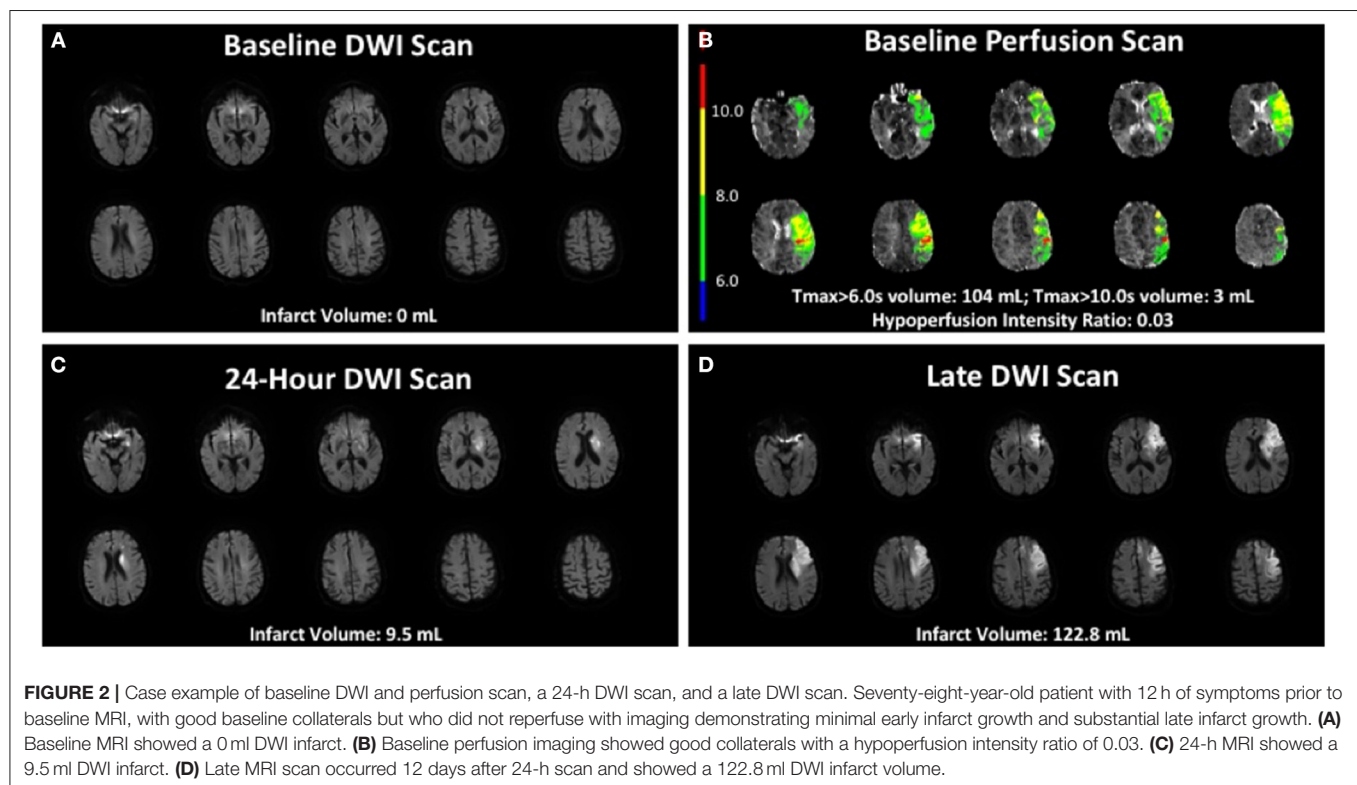 A
Baseline DWI Scan
Infarct Volume: 0 mL
B
Baseline Perfusion Scan
10.0
8.0
6.0
Tmax>6.0s volume: 104 mL; Tmax>10.0s volume: 3 mL
Hypoperfusion Intensity Ratio: 0.03
C
24-Hour DWI Scan
Infarct Volume: 9.5 mL
D
Late DWI Scan
Infarct Volume: 122.8 mL
FIGURE 2 | Case example of baseline DWI and perfusion scan, a 24-h DWI scan, and a late DWI scan. Seventy-eight-year-old patient with 12 h of symptoms prior to
baseline MRI, with good baseline collaterals but who did not reperfuse with imaging demonstrating minimal early infarct growth and substantial late infarct growth. (A)
Baseline MRI showed a 0 ml DWI infarct. (B) Baseline perfusion imaging showed good collaterals with a hypoperfusion intensity ratio of 0.03. (C) 24-h MRI showed a
9.5 ml DWI infarct. (D) Late MRI scan occurred 12 days after 24-h scan and showed a 122.8 ml DWI infarct volume.